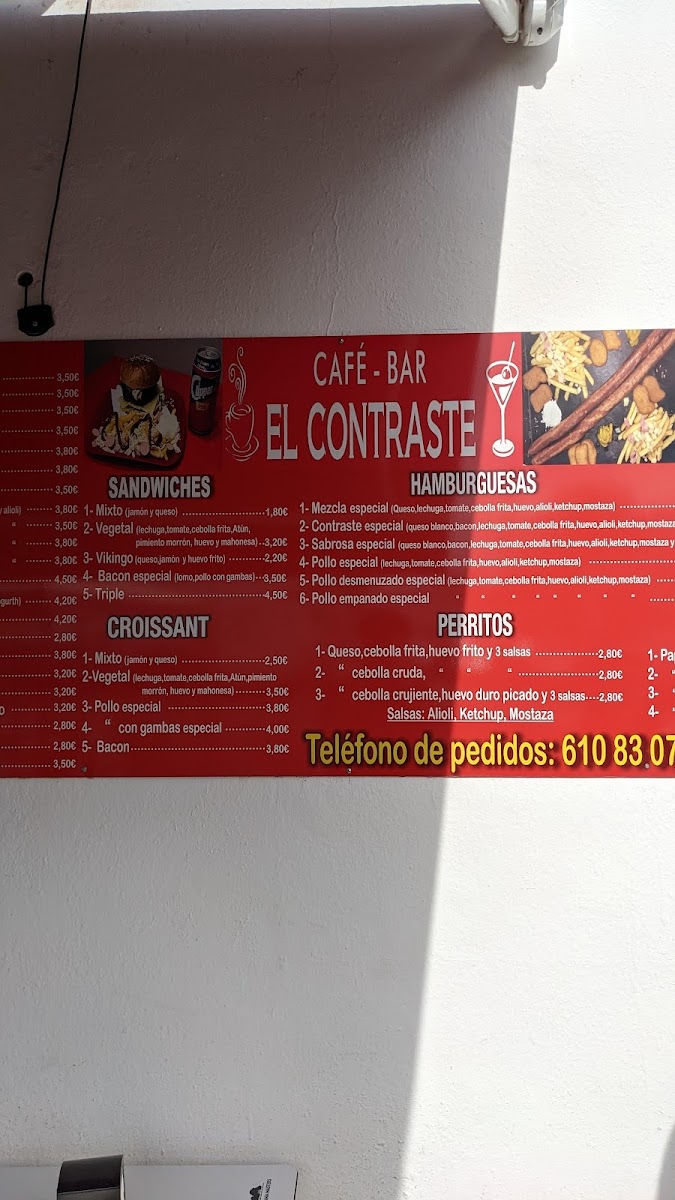 3,50€
3,50€
3,50€
3,50€
3,80€
3,80€
3,50€
y alioli) 3,80€
“ 3,50€
“ 3,80€
“ 3,80€
4,50€
ogurth) 4,20€
4,20€
3,80€
2,80€
3,20€
3,20€
3,20€
o 3,20€
2,80€
2,80€
3,50€
CAFÉ - BAR
EL CONTRASTE
SANDWICHES
1- Mixto (jamón y queso) 1,80€
2- Vegetal (lechuga,tomate,cebolla frita,Atún,
pimiento morrón, huevo y mahonesa) 3,20€
3- Vikingo (queso,jamón y huevo frito) 2,20€
4- Bacon especial (lomo,pollo con gambas) 3,50€
5- Triple 4,50€
CROISSANT
1- Mixto (jamón y queso) 2,50€
2-Vegetal (lechuga,tomate,cebolla frita,Atún,pimiento
morrón, huevo y mahonesa) 3,50€
3- Pollo especial 3,80€
4- “ con gambas especial 4,00€
5- Bacon 3,80€
HAMBURGUESAS
1- Mezcla especial (Queso,lechuga,tomate,cebolla frita,huevo,alioli,ketchup,mostaza)
2- Contraste especial (queso blanco,bacon,lechuga,tomate,cebolla frita,huevo,alioli,ketchup,mostaza
3- Sabrosa especial (queso blanco,bacon,lechuga,tomate,cebolla frita,huevo,alioli,ketchup,mostaza y
4- Pollo especial (lechuga,tomate,cebolla frita,huevo,alioli,ketchup,mostaza)
5- Pollo desmenuzado especial (lechuga,tomate,cebolla frita,huevo,alioli,ketchup,mostaza)
6- Pollo empanado especial “ “ “ “ “ “ “
PERRITOS
1- Queso,cebolla frita,huevo frito y 3 salsas 2,80€
2- “ cebolla cruda, “ “ “ 2,80€
3- “ cebolla crujiente,huevo duro picado y 3 salsas 2,80€
Salsas: Alioli, Ketchup, Mostaza
1- Pa
2- “
3- “
4- “
Teléfono de pedidos: 610 83 07